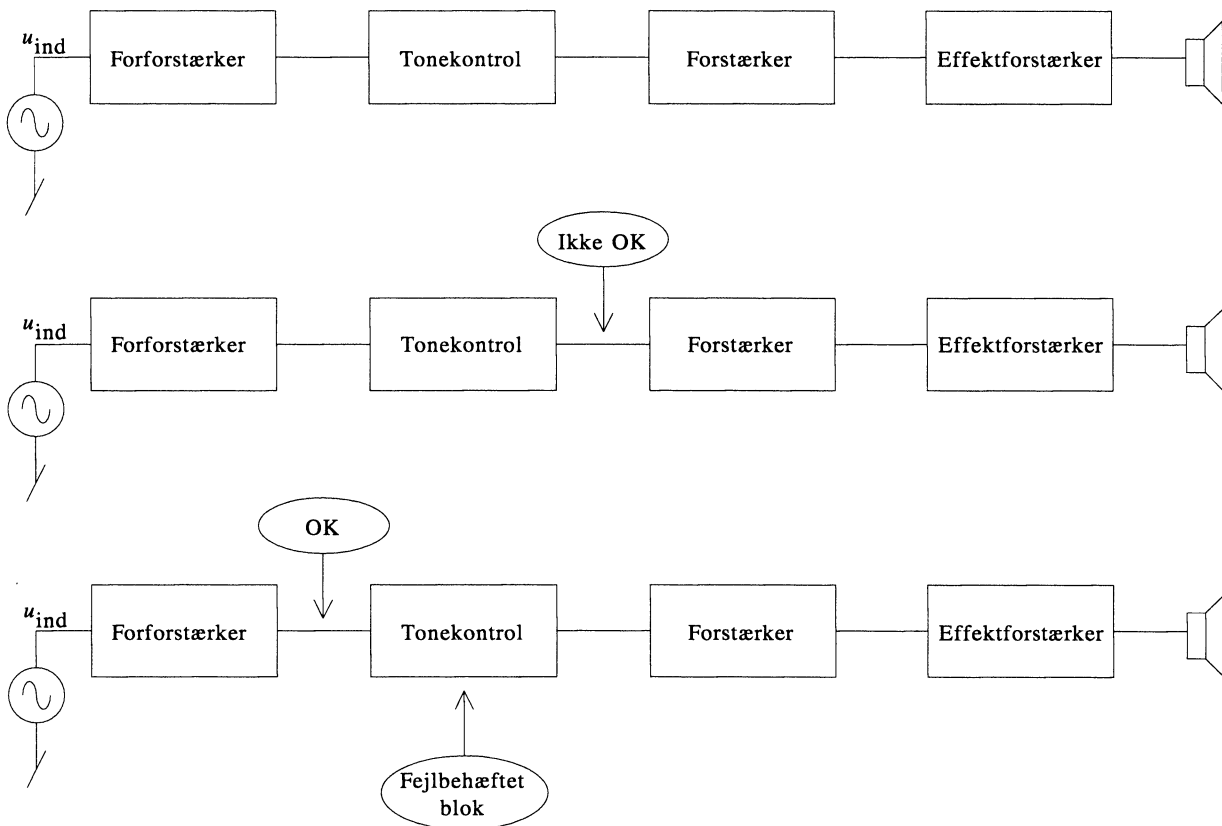 u_ind
Forforstærker
Tonekontrol
Forstærker
Effektforstærker
Ikke OK
u_ind
Forforstærker
Tonekontrol
Forstærker
Effektforstærker
OK
u_ind
Forforstærker
Tonekontrol
Forstærker
Effektforstærker
Fejlbehæftet
blok